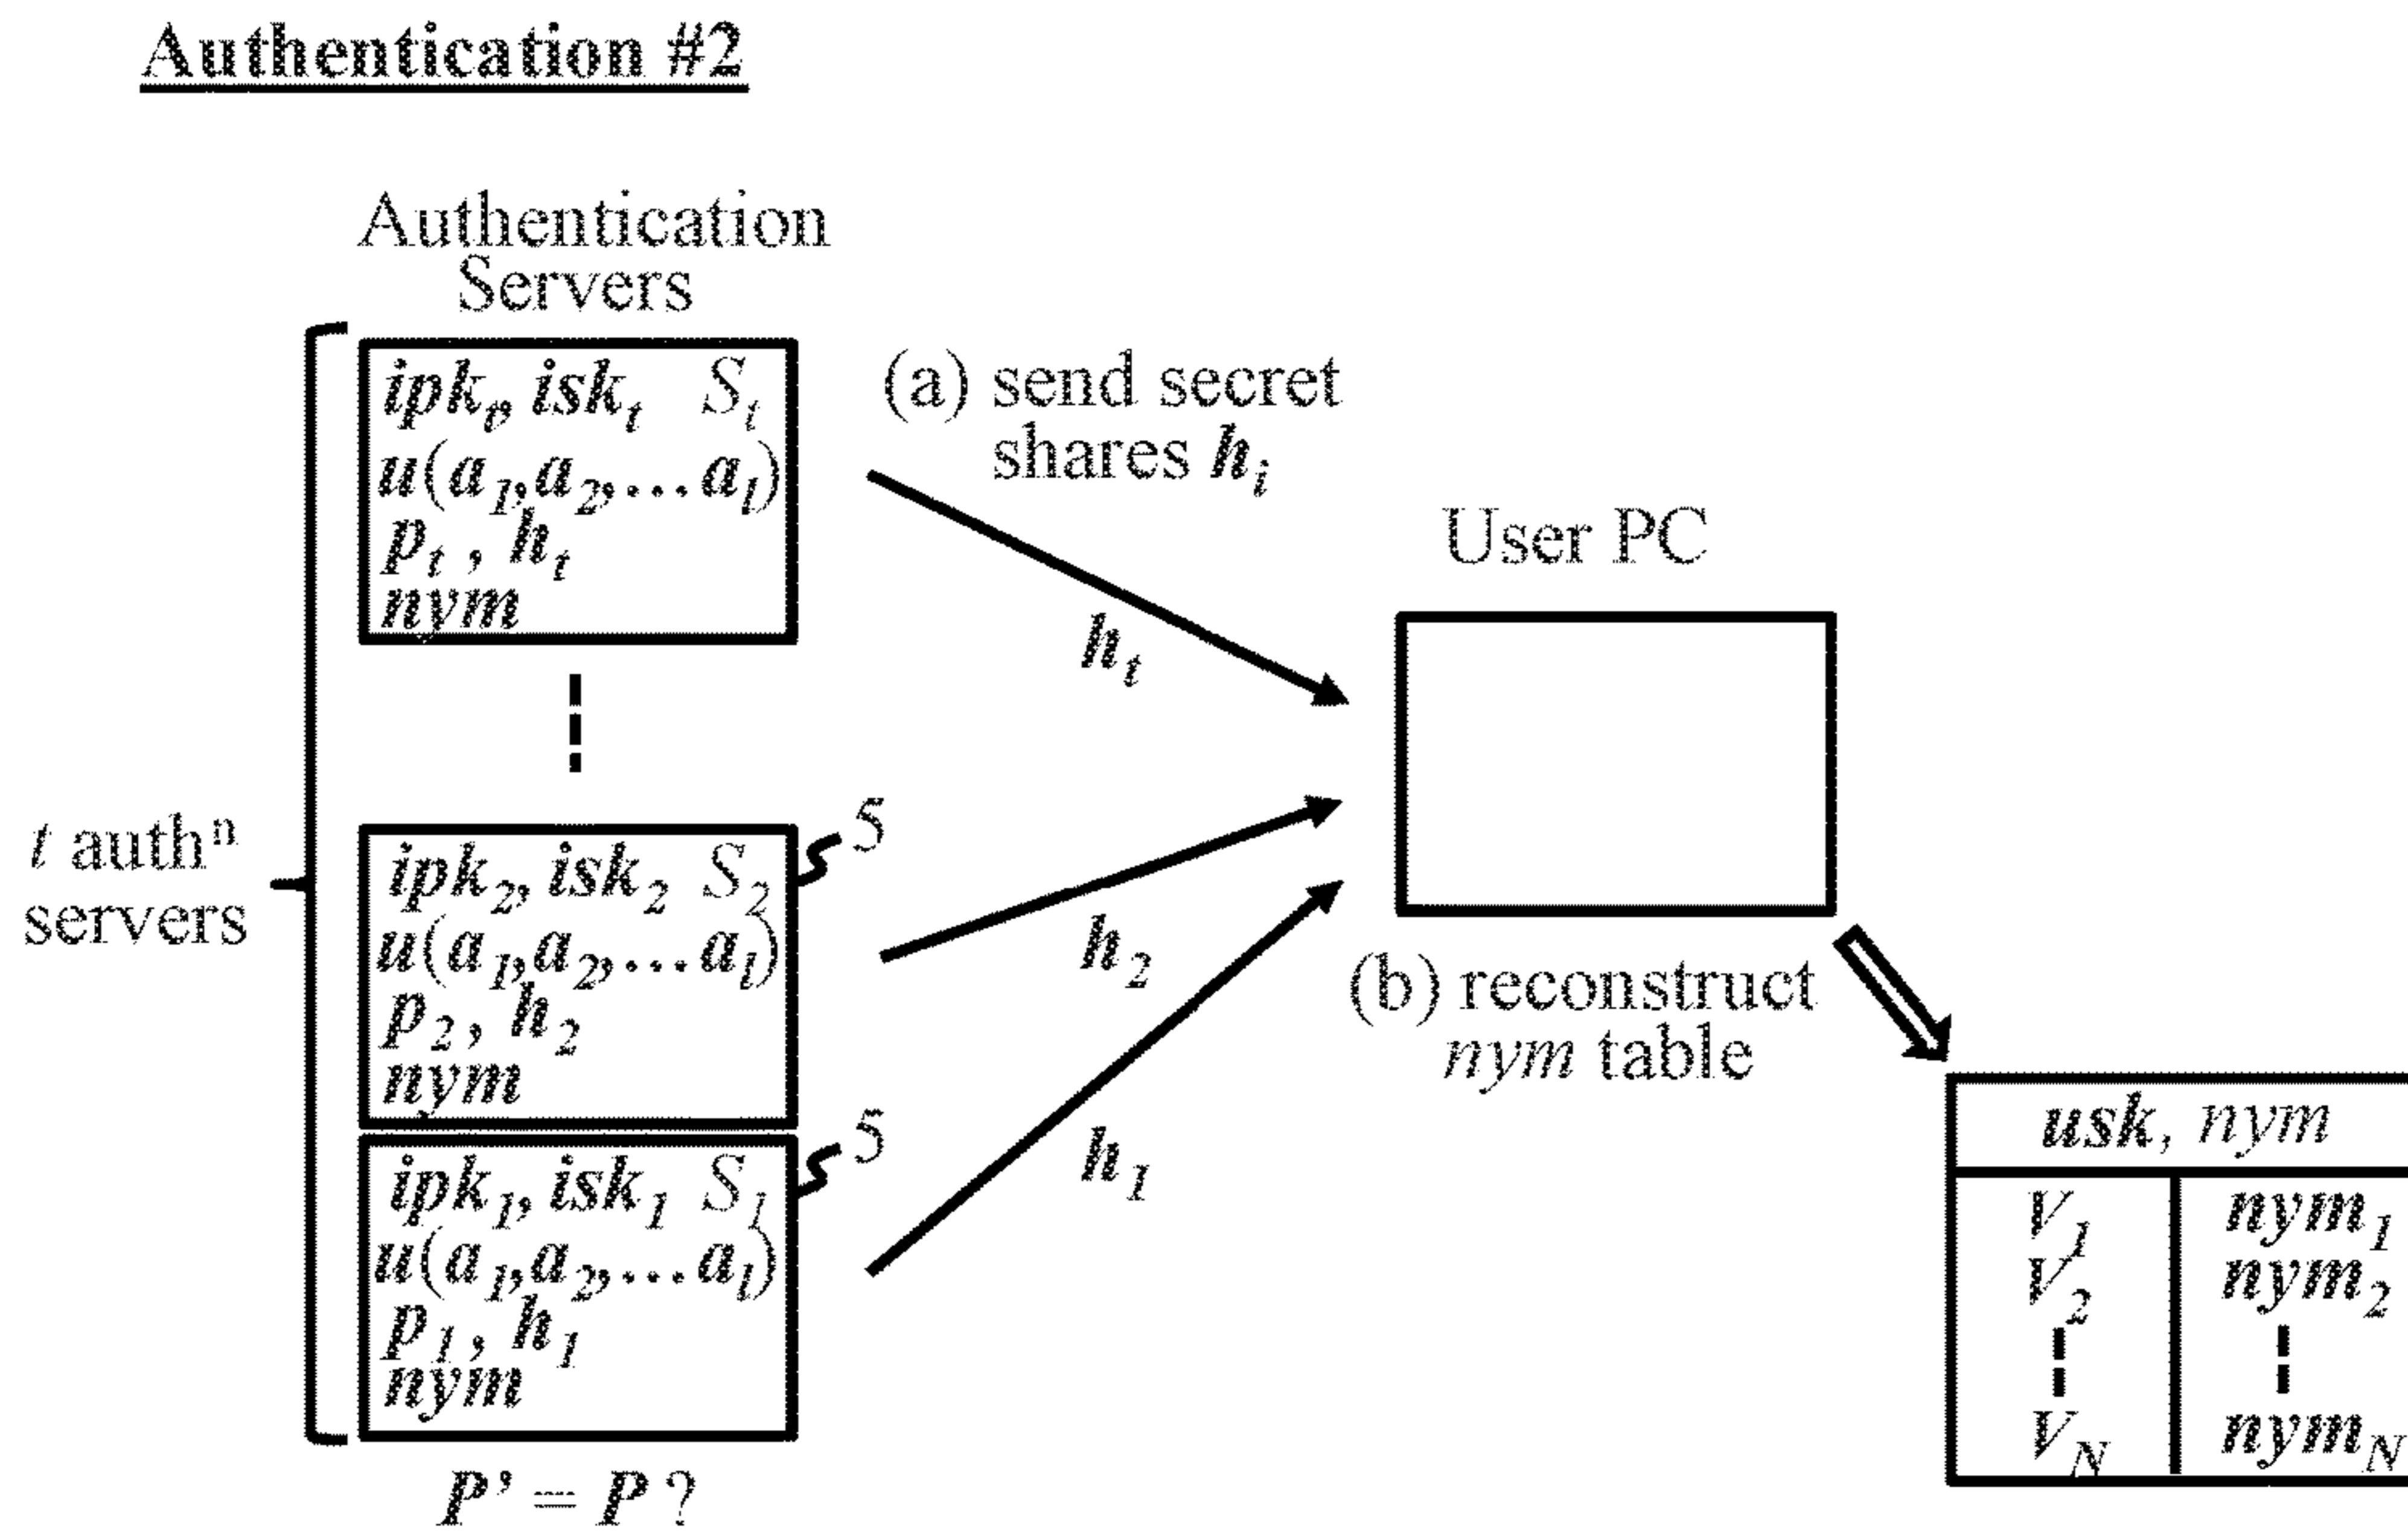 Authentication #2
Authentication
Servers
ipkt, iskt St
u(a1,a2,...al)
pt , ht
nym
(a) send secret
shares hi
ht
User PC
t authn
servers
5
ipk2, isk2 S2
u(a1,a2,...al)
p2, h2
nym
h2
(b) reconstruct
nym table
5
ipk1, isk1 S1
u(a1,a2,...al)
p1, h1
nym
h1
usk, nym
V1 nym1
V2 nym2
VN nymN
P' = P ?